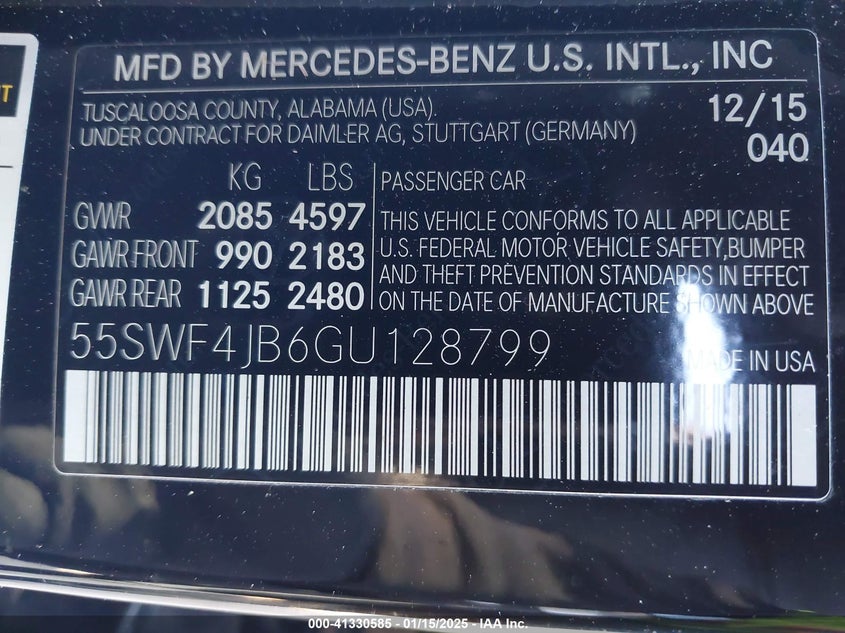 MFD BY MERCEDES-BENZ U.S. INTL., INC
TUSCALOOSA COUNTY, ALABAMA (USA)
UNDER CONTRACT FOR DAIMLER AG, STUTTGART (GERMANY)
12/15
040
KG LBS
GVWR 2085 4597
GAWR FRONT 990 2183
GAWR REAR 1125 2480
PASSENGER CAR
THIS VEHICLE CONFORMS TO ALL APPLICABLE
U.S. FEDERAL MOTOR VEHICLE SAFETY,BUMPER
AND THEFT PREVENTION STANDARDS IN EFFECT
ON THE DATE OF MANUFACTURE SHOWN ABOVE
55SWF4JB6GU128799
MADE IN USA
000-41330585 - 01/15/2025 - IAA Inc.